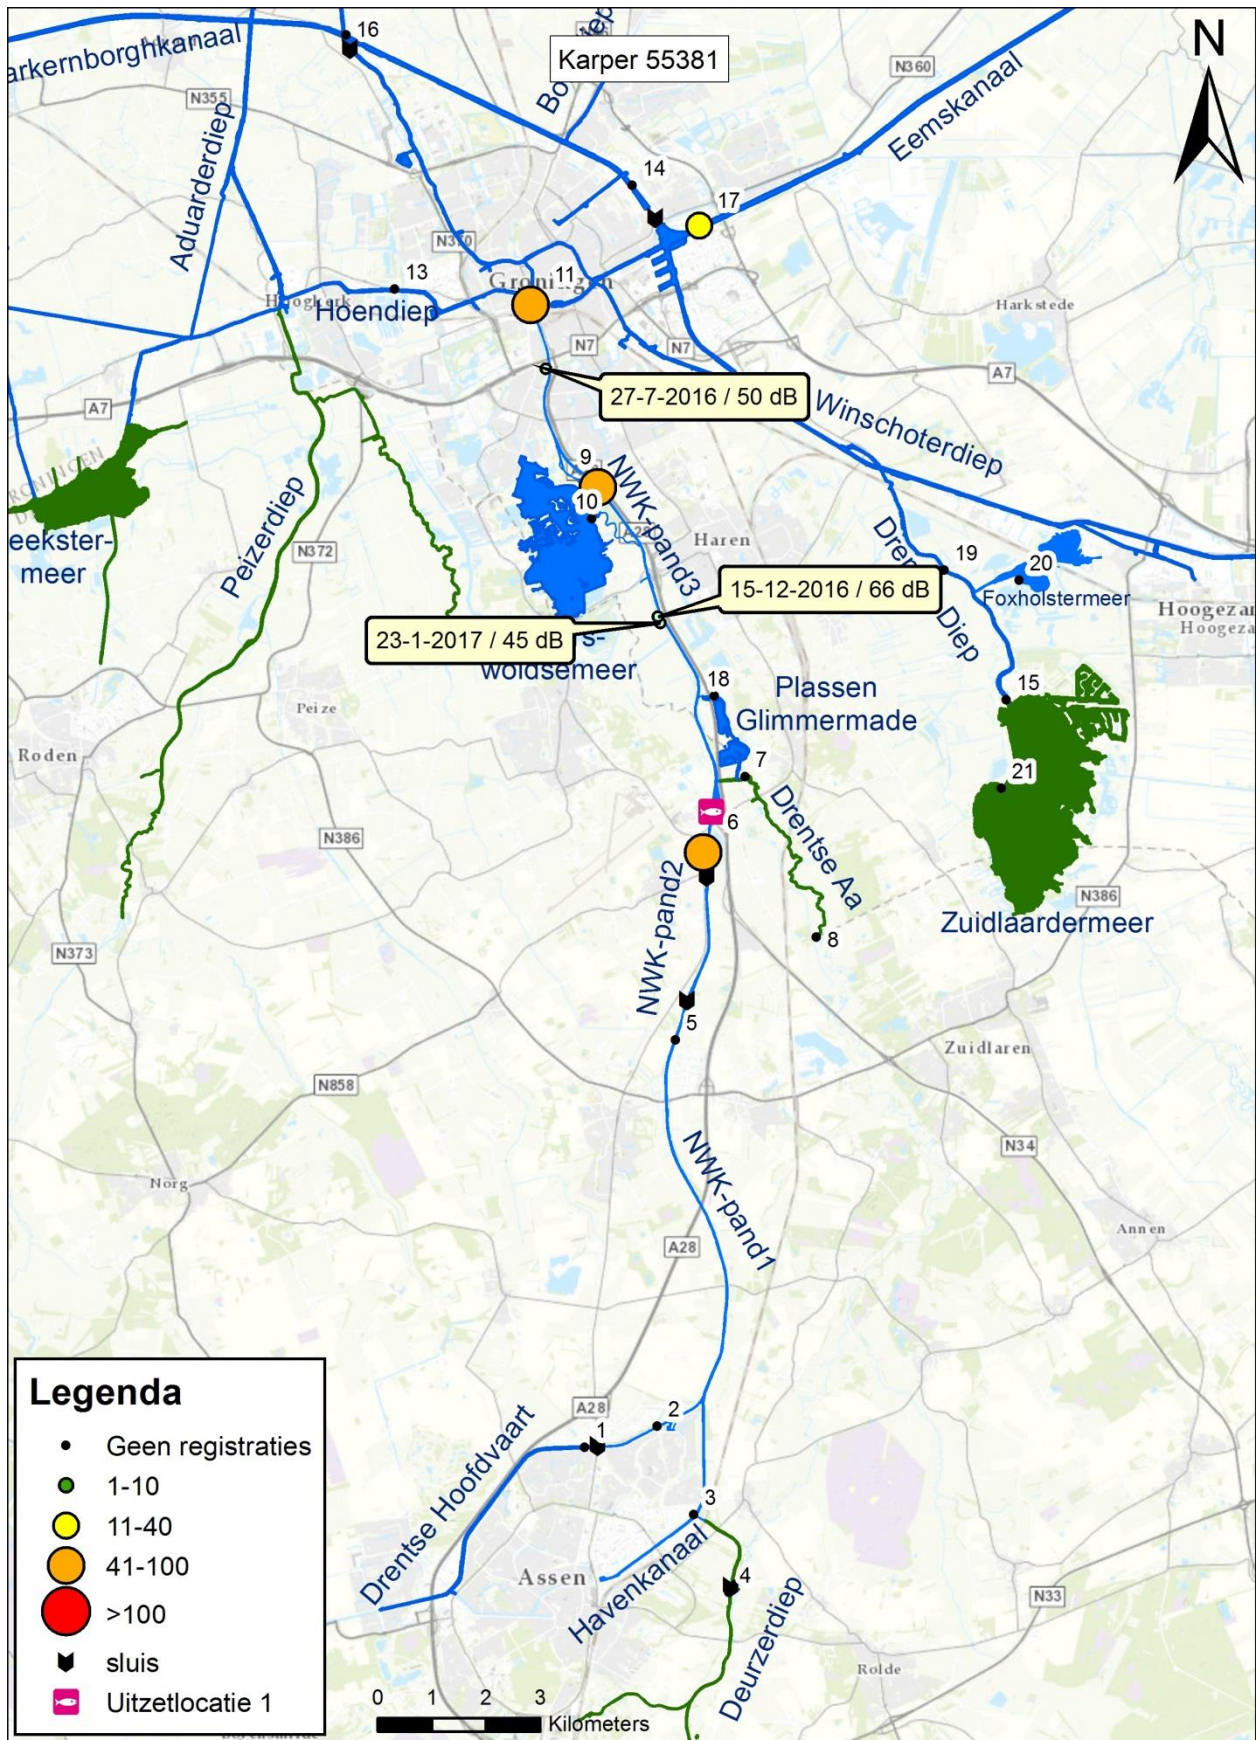 16
arkernborghkanaal
Karper 55381
N
N360
Eemskanaal
N355
Aduarderdiep
14
17
N370
13
11
Groningen
Hoogkerk
Hoendiep
Harkstede
N7
N7
A7
27-7-2016 / 50 dB
A7
Winschoterdiep
9
NWK-pand3
10
A28
Haren
Peizerdiep
N372
eekster-
meer
19
20
Foxholstermeer
Diep
Hoogezan
Hoogeza
15-12-2016 / 66 dB
23-1-2017 / 45 dB
s-
woldsemeer
18
Plassen
Glimmermade
15
Peize
Roden
7
21
Drentse Aa
6
N386
NWK-pand2
N386
8
Zuidlaardermeer
N373
5
Zuidlaren
N858
NWK-pand1
N34
Norg
Annen
A28
Legenda
Geen registraties
1-10
11-40
41-100
>100
sluis
Uitzetlocatie 1
A28
2
1
Drentse Hoofdvaart
3
Assen
Havenkanaal
4
N33
Deurzerdiep
Rolde
0 1 2 3
Kilometers